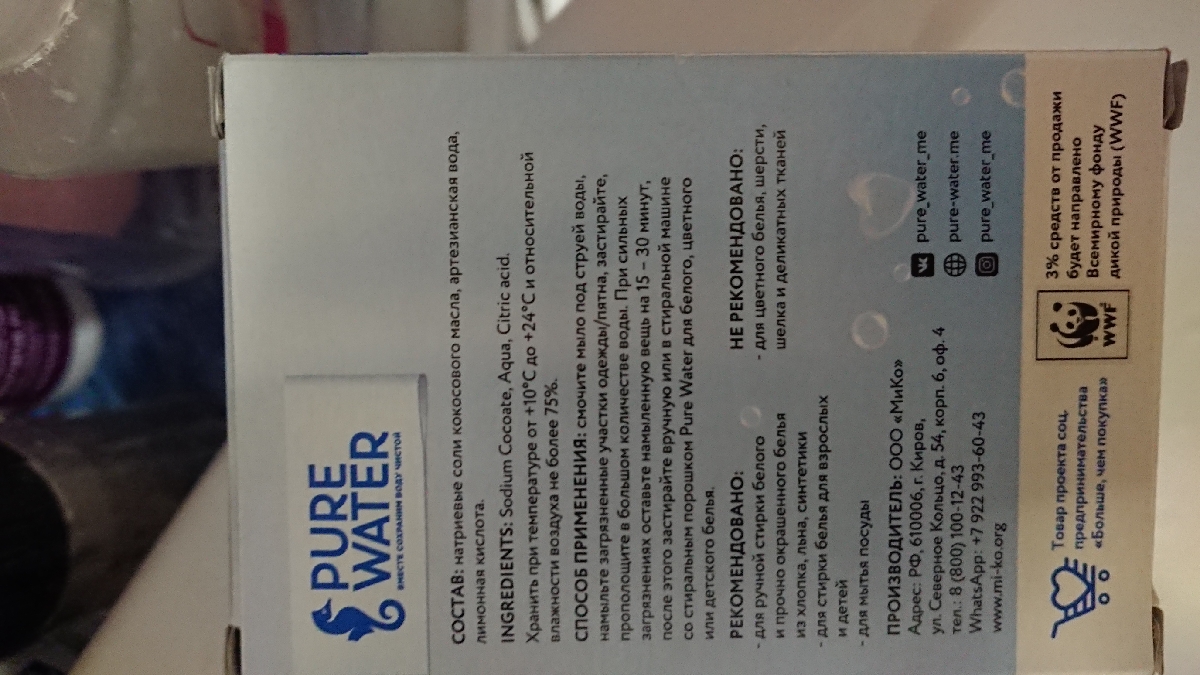 PURE
WATER
ВМЕСТЕ СОХРАНИМ ВОДУ ЧИСТОЙ
СОСТАВ: натриевые соли кокосового масла, артезианская вода,
лимонная кислота.
INGREDIENTS: Sodium Cocoate, Aqua, Citric acid.
Хранить при температуре от +10°С до +24°С и относительной
влажности воздуха не более 75%.
СПОСОБ ПРИМЕНЕНИЯ: смочите мыло под струей воды,
намыльте загрязненные участки одежды/пятна, застирайте,
прополощите в большом количестве воды. При сильных
загрязнениях оставьте намыленную вещь на 15 – 30 минут,
после этого застирайте вручную или в стиральной машине
со стиральным порошком Pure Water для белого, цветного
или детского белья.
РЕКОМЕНДОВАНО:
- для ручной стирки белого
и прочно окрашенного белья
из хлопка, льна, синтетики
- для стирки белья для взрослых
и детей
- для мытья посуды
НЕ РЕКОМЕНДОВАНО:
- для цветного белья, шерсти,
шелка и деликатных тканей
ПРОИЗВОДИТЕЛЬ: ООО «МиКо»
Адрес: РФ, 610006, г. Киров,
ул. Северное Кольцо, д. 54, корп. 6, оф. 4
тел.: 8 (800) 100-12-43
WhatsApp: +7 922 993-60-43
www.mi-ko.org
pure_water_me
pure-water.me
pure_water_me
Товар проекта соц.
предпринимательства
«Больше, чем покупка»
WWF
3% средств от продажи
будет направлено
Всемирному фонду
дикой природы (WWF)